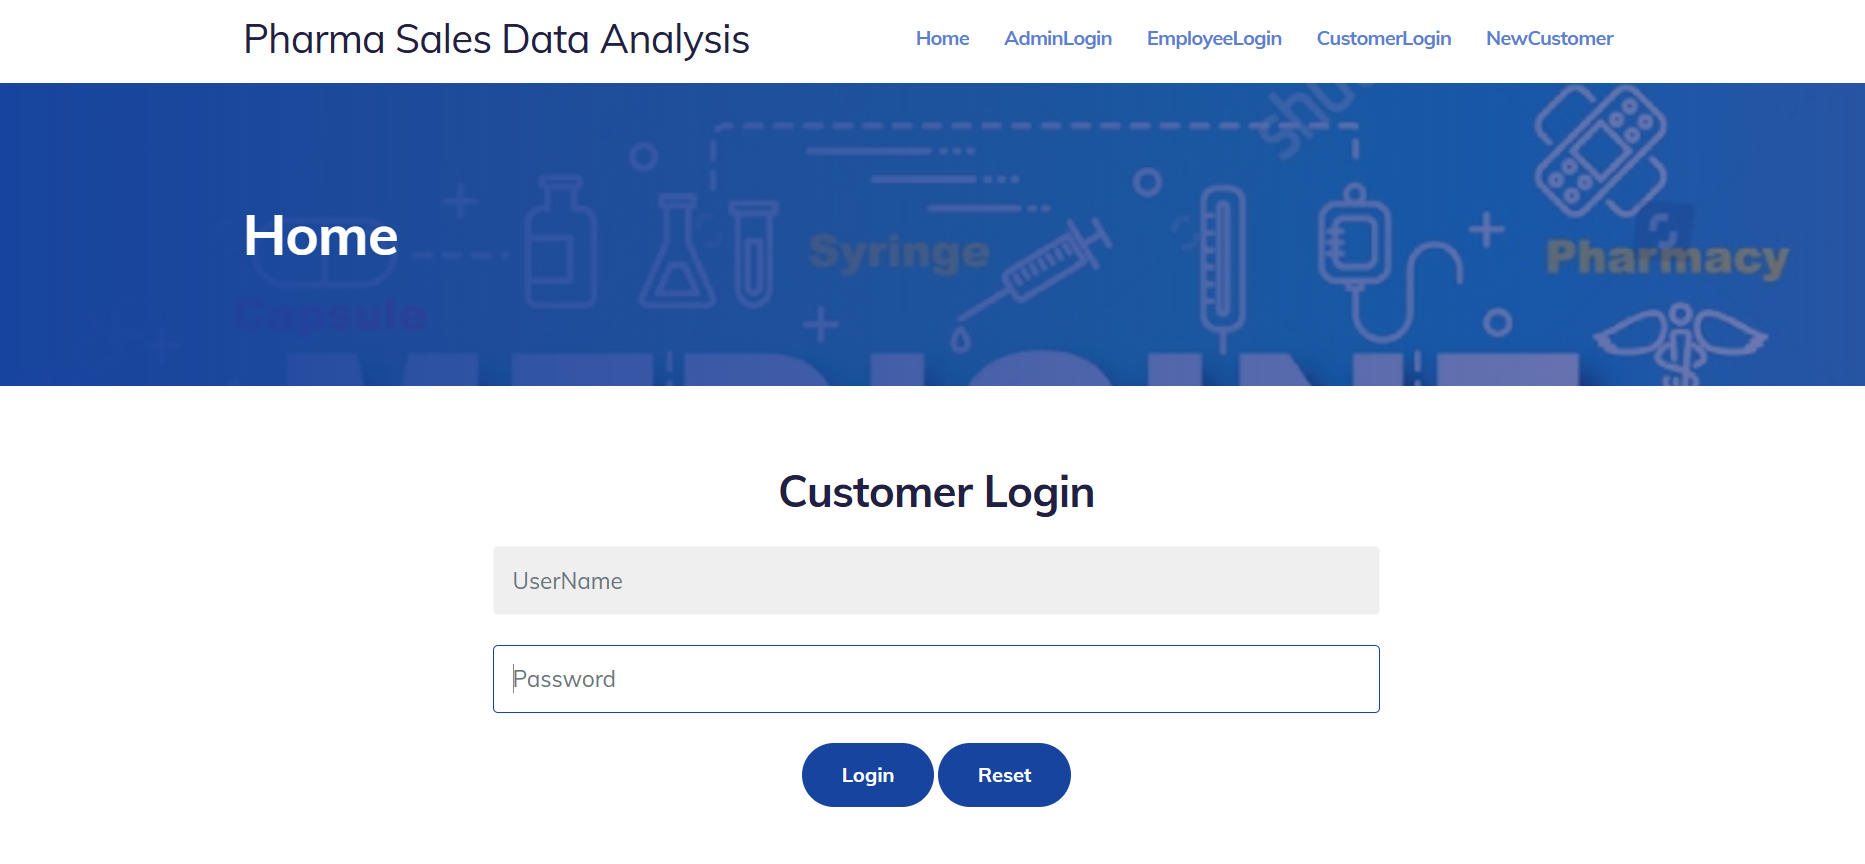 Pharma Sales Data Analysis
Home AdminLogin EmployeeLogin CustomerLogin NewCustomer
Home
Syringe
Pharmacy
Capsule
Customer Login
UserName
Password
Login Reset